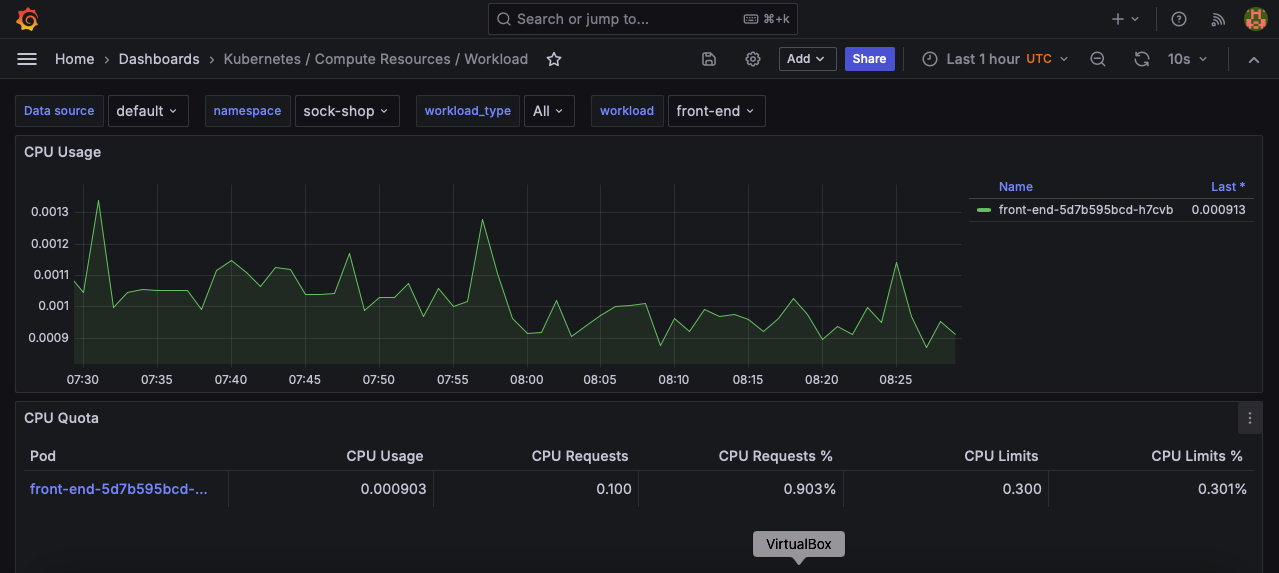 Search or jump to... ⌘+k
Home › Dashboards › Kubernetes / Compute Resources / Workload Add Share Last 1 hour UTC 10s
Data source default namespace sock-shop workload_type All workload front-end
CPU Usage
Name Last *
front-end-5d7b595bcd-h7cvb 0.000913
0.0013
0.0012
0.0011
0.001
0.0009
07:30 07:35 07:40 07:45 07:50 07:55 08:00 08:05 08:10 08:15 08:20 08:25
CPU Quota
Pod CPU Usage CPU Requests CPU Requests % CPU Limits CPU Limits %
front-end-5d7b595bcd-... 0.000903 0.100 0.903% 0.300 0.301%
VirtualBox